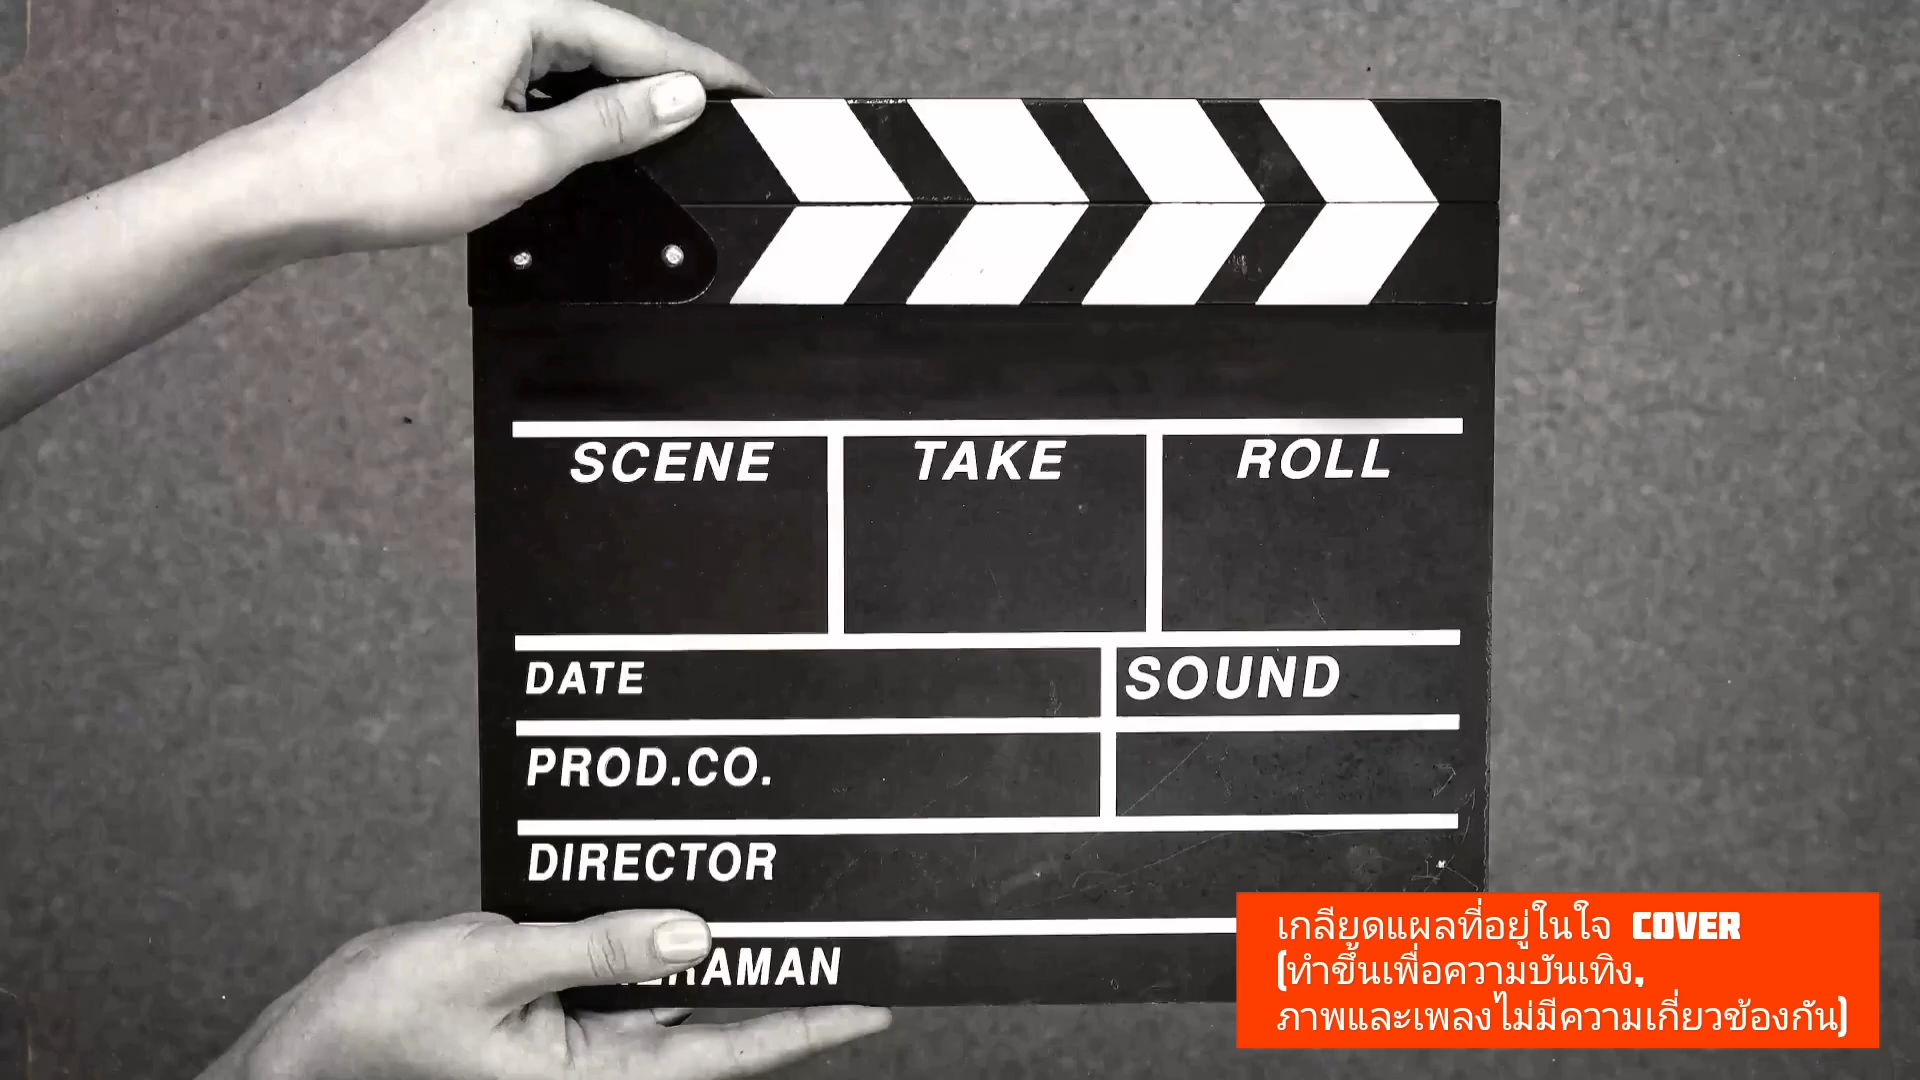 SCENE TAKE ROLL
DATE SOUND
PROD.CO.
DIRECTOR
RAMAN
เกลียดแผลที่อยู่ในใจ COVER
(ทำขึ้นเพื่อความบันเทิง,
ภาพและเพลงไม่มีความเกี่ยวข้องกัน)